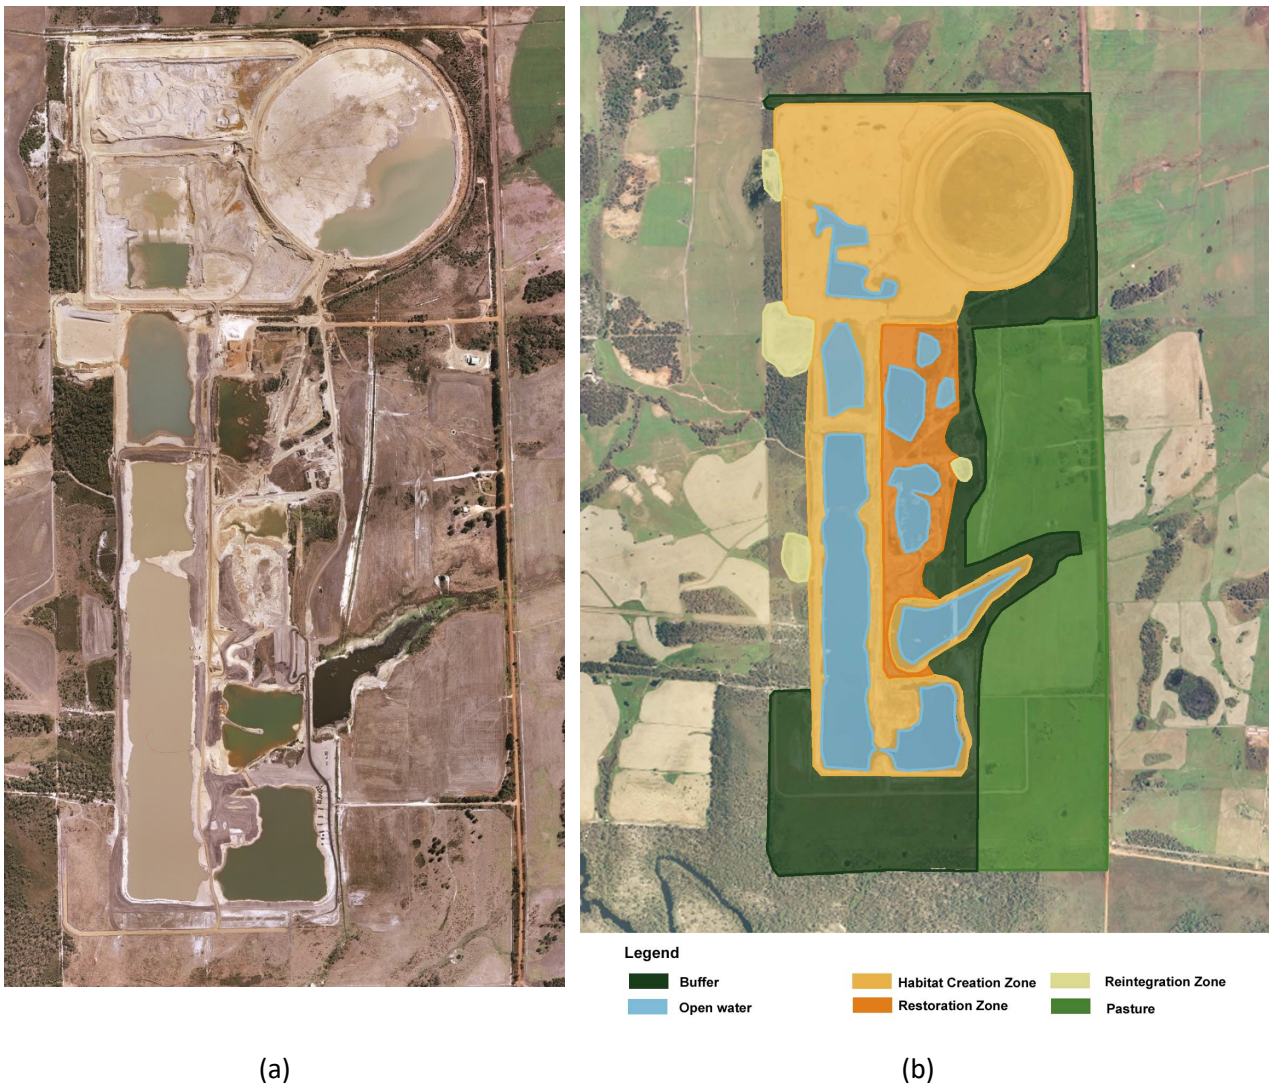 Legend
Buffer
Habitat Creation Zone
Reintegration Zone
Open water
Restoration Zone
Pasture
(a)
(b)